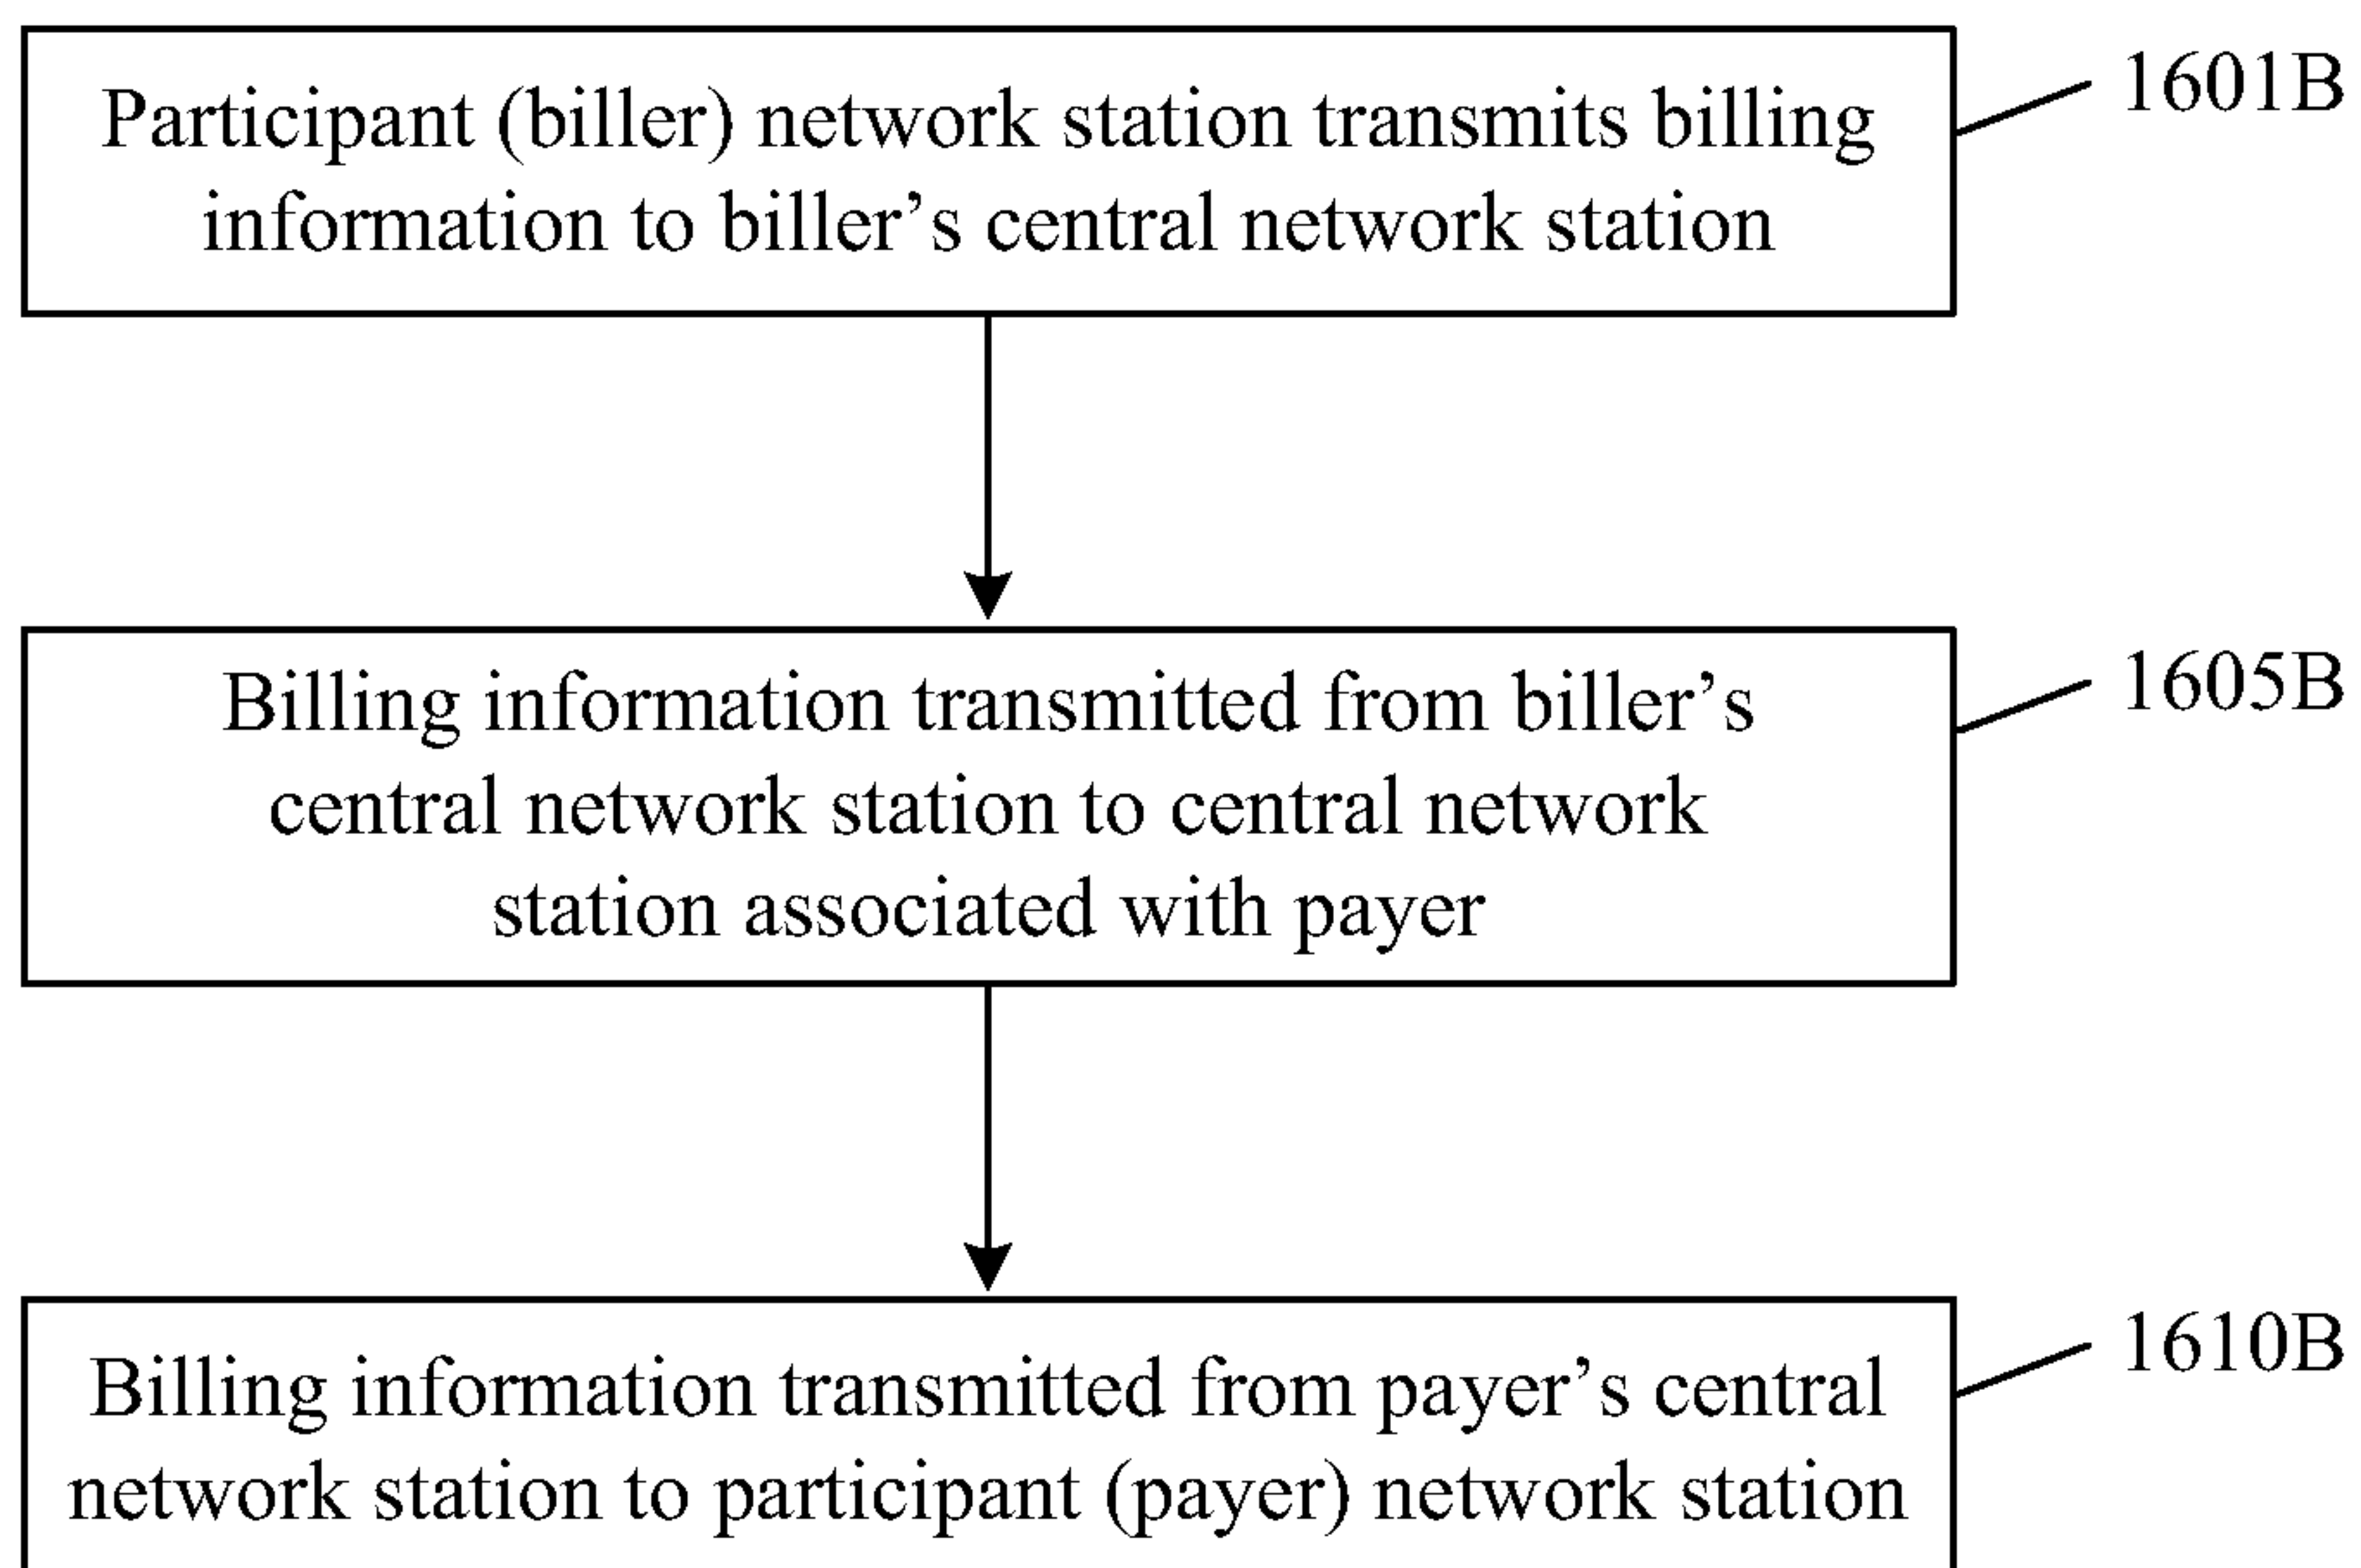 Participant (biller) network station transmits billing
information to biller’s central network station
1601B
Billing information transmitted from biller’s
central network station to central network
station associated with payer
1605B
Billing information transmitted from payer’s central
network station to participant (payer) network station
1610B